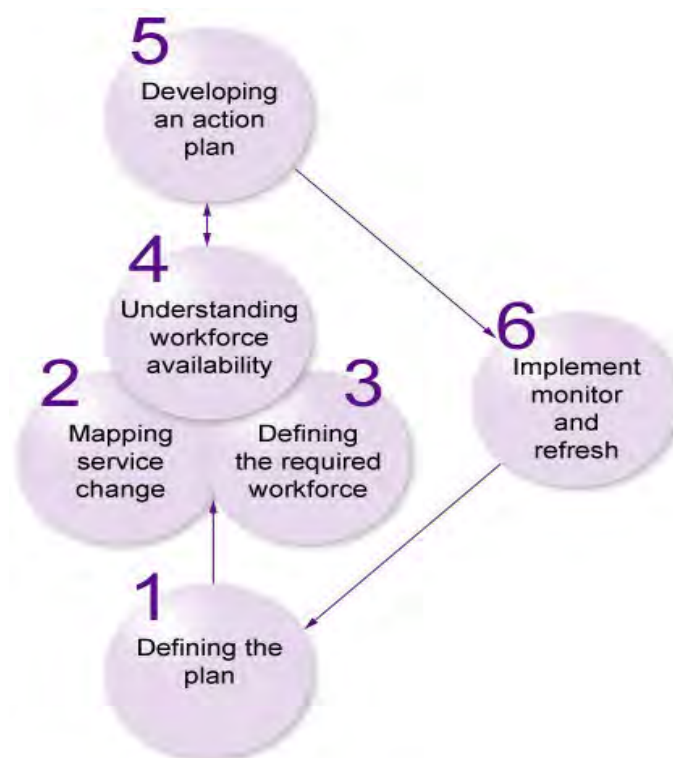 5
Developing
an action
plan
4
Understanding
workforce
availability
6
Implement
monitor
and
refresh
2
Mapping
service
change
3
Defining
the required
workforce
1
Defining the
plan